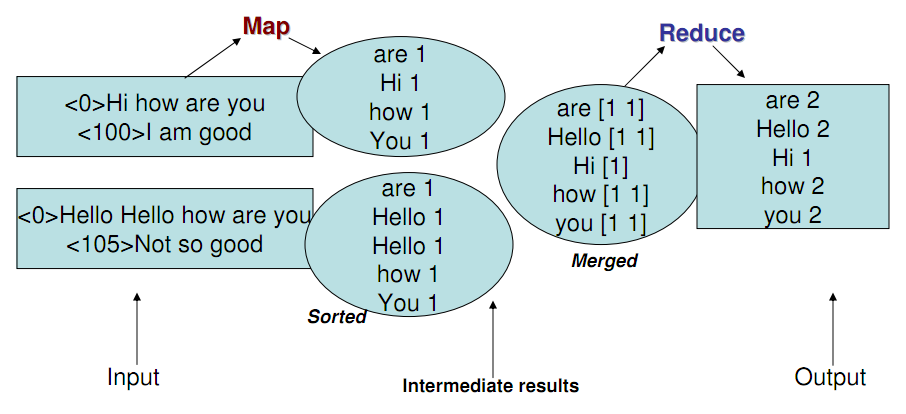 Map
<0>Hi how are you
<100>I am good
are 1
Hi 1
how 1
You 1
<0>Hello Hello how are you
<105>Not so good
are 1
Hello 1
Hello 1
how 1
You 1
Sorted
Reduce
are [1 1]
Hello [1 1]
Hi [1]
how [1 1]
you [1 1]
Merged
are 2
Hello 2
Hi 1
how 2
you 2
Input
Intermediate results
Output